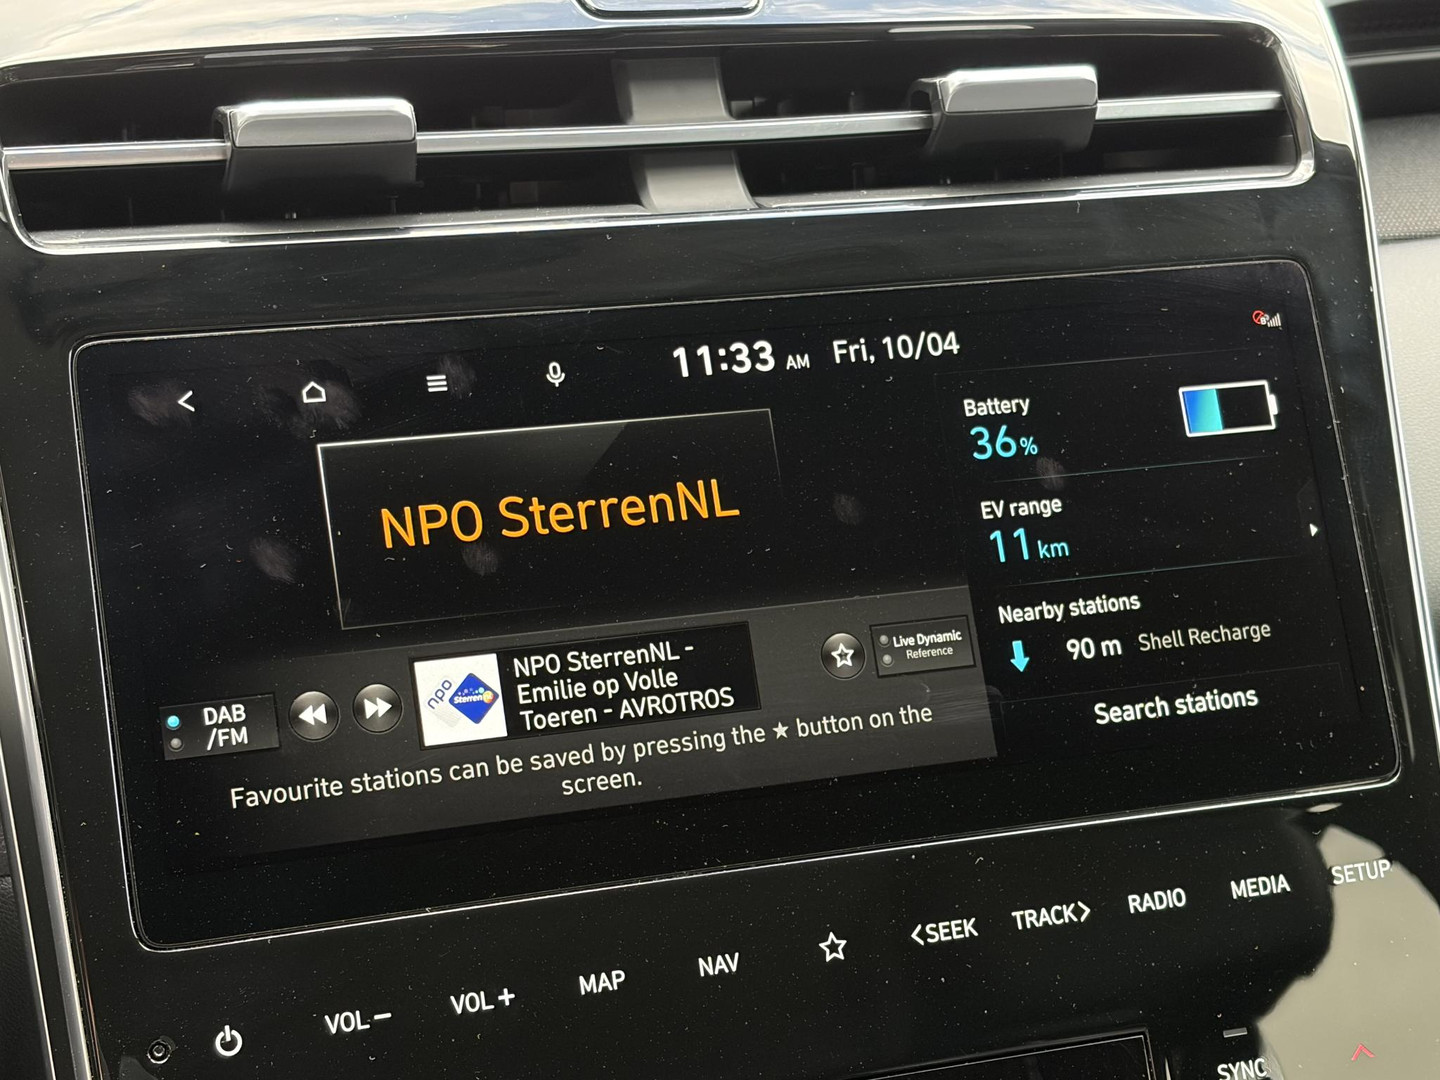 11:33 AM Fri, 10/04
Battery
36%
NPO SterrenNL
EV range
11 km
Nearby stations
90 m Shell Recharge
Search stations
DAB
/FM
npo
Sterren
NPO SterrenNL -
Emilie op Volle
Toeren - AVROTROS
Live Dynamic
Reference
Favourite stations can be saved by pressing the ★ button on the
screen.
VOL−
VOL+
MAP
NAV
<SEEK
TRACK>
RADIO
MEDIA
SETUP
SYNC